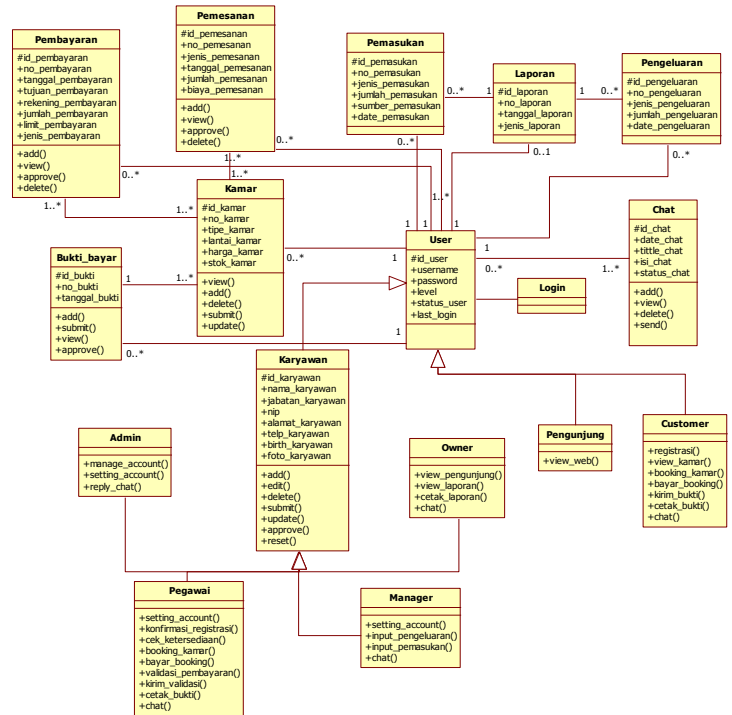 Pembayaran
#id_pembayaran
+no_pembayaran
+tanggal_pembayaran
+tujuan_pembayaran
+rekening_pembayaran
+jumlah_pembayaran
+limit_pembayaran
+jenis_pembayaran
+add()
+view()
+approve()
+delete()
Pemesanan
#id_pemesanan
+no_pemesanan
+jenis_pemesanan
+tanggal_pemesanan
+jumlah_pemesanan
+biaya_pemesanan
+add()
+view()
+approve()
+delete()
Pemasukan
#id_pemasukan
+no_pemasukan
+jenis_pemasukan
+jumlah_pemasukan
+sumber_pemasukan
+date_pemasukan
0..*
1
Laporan
#id_laporan
+no_laporan
+tanggal_laporan
+jenis_laporan
1
0..*
Pengeluaran
#id_pengeluaran
+no_pengeluaran
+jenis_pengeluaran
+jumlah_pengeluaran
+date_pengeluaran
0..*
0..*
0..1
0..*
1..*
0..*
1..*
1..*
1..*
1..*
Kamar
#id_kamar
+no_kamar
+tipe_kamar
+lantai_kamar
+harga_kamar
+stok_kamar
+view()
+add()
+delete()
+submit()
+update()
1
1
1
User
#id_user
+username
+password
+level
+status_user
+last_login
0..*
1
1
0..*
1..*
Chat
#id_chat
+date_chat
+tittle_chat
+isi_chat
+status_chat
+add()
+view()
+delete()
+send()
Bukti_bayar
#id_bukti
+no_bukti
+tanggal_bukti
+add()
+submit()
+view()
+approve()
1
1..*
0..*
1
Login
Karyawan
#id_karyawan
+nama_karyawan
+jabatan_karyawan
+nip
+alamat_karyawan
+telp_karyawan
+birth_karyawan
+foto_karyawan
+add()
+edit()
+delete()
+submit()
+update()
+approve()
+reset()
Admin
+manage_account()
+setting_account()
+reply_chat()
Owner
+view_pengunjung()
+view_laporan()
+cetak_laporan()
+chat()
Pengunjung
+view_web()
Customer
+registrasi()
+view_kamar()
+booking_kamar()
+bayar_booking()
+kirim_bukti()
+cetak_bukti()
+chat()
Pegawai
+setting_account()
+konfirmasi_registrasi()
+cek_ketersediaan()
+booking_kamar()
+bayar_booking()
+validasi_pembayaran()
+kirim_validasi()
+cetak_bukti()
+chat()
Manager
+setting_account()
+input_pengeluaran()
+input_pemasukan()
+chat()